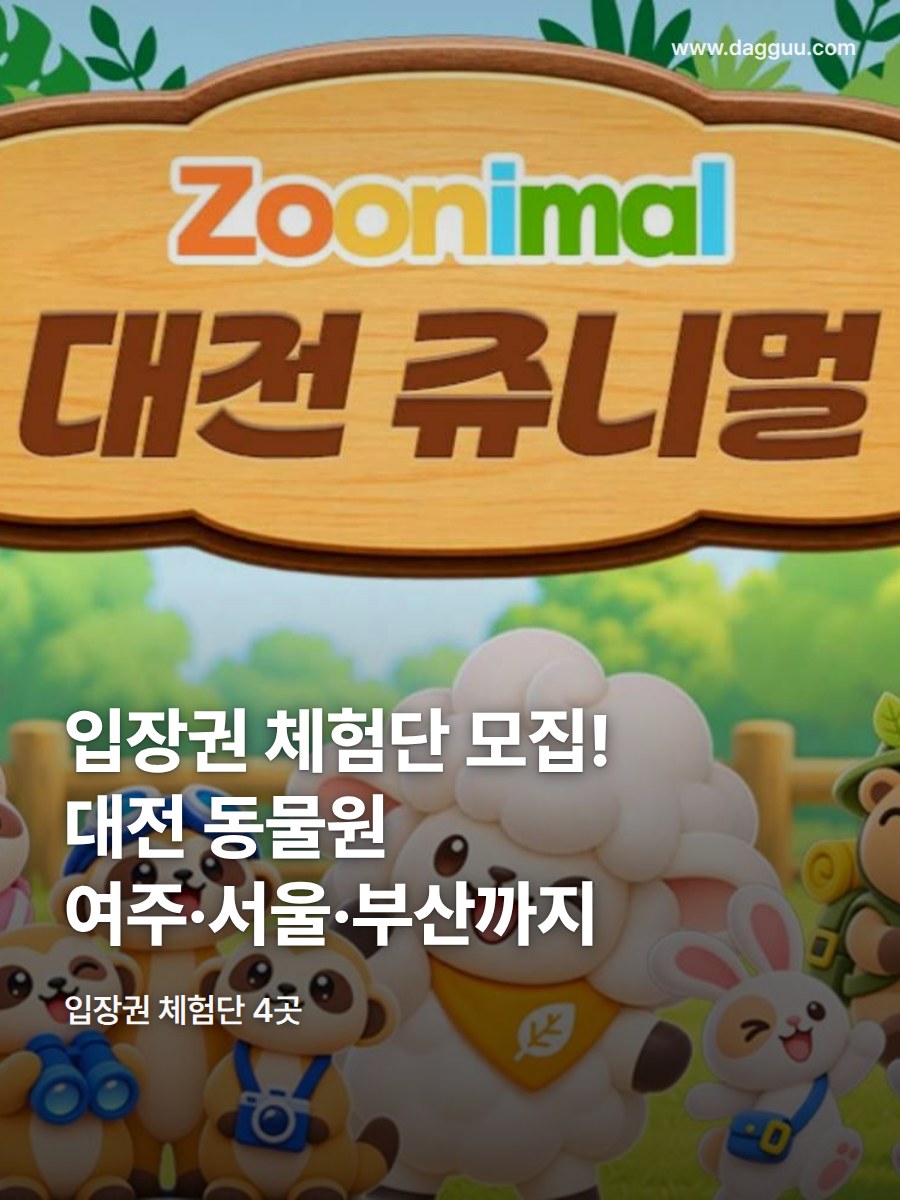 www.dagguu.com
Zoonimal
대전 쥬니멀
입장권 체험단 모집!
대전 동물원
여주·서울·부산까지
입장권 체험단 4곳